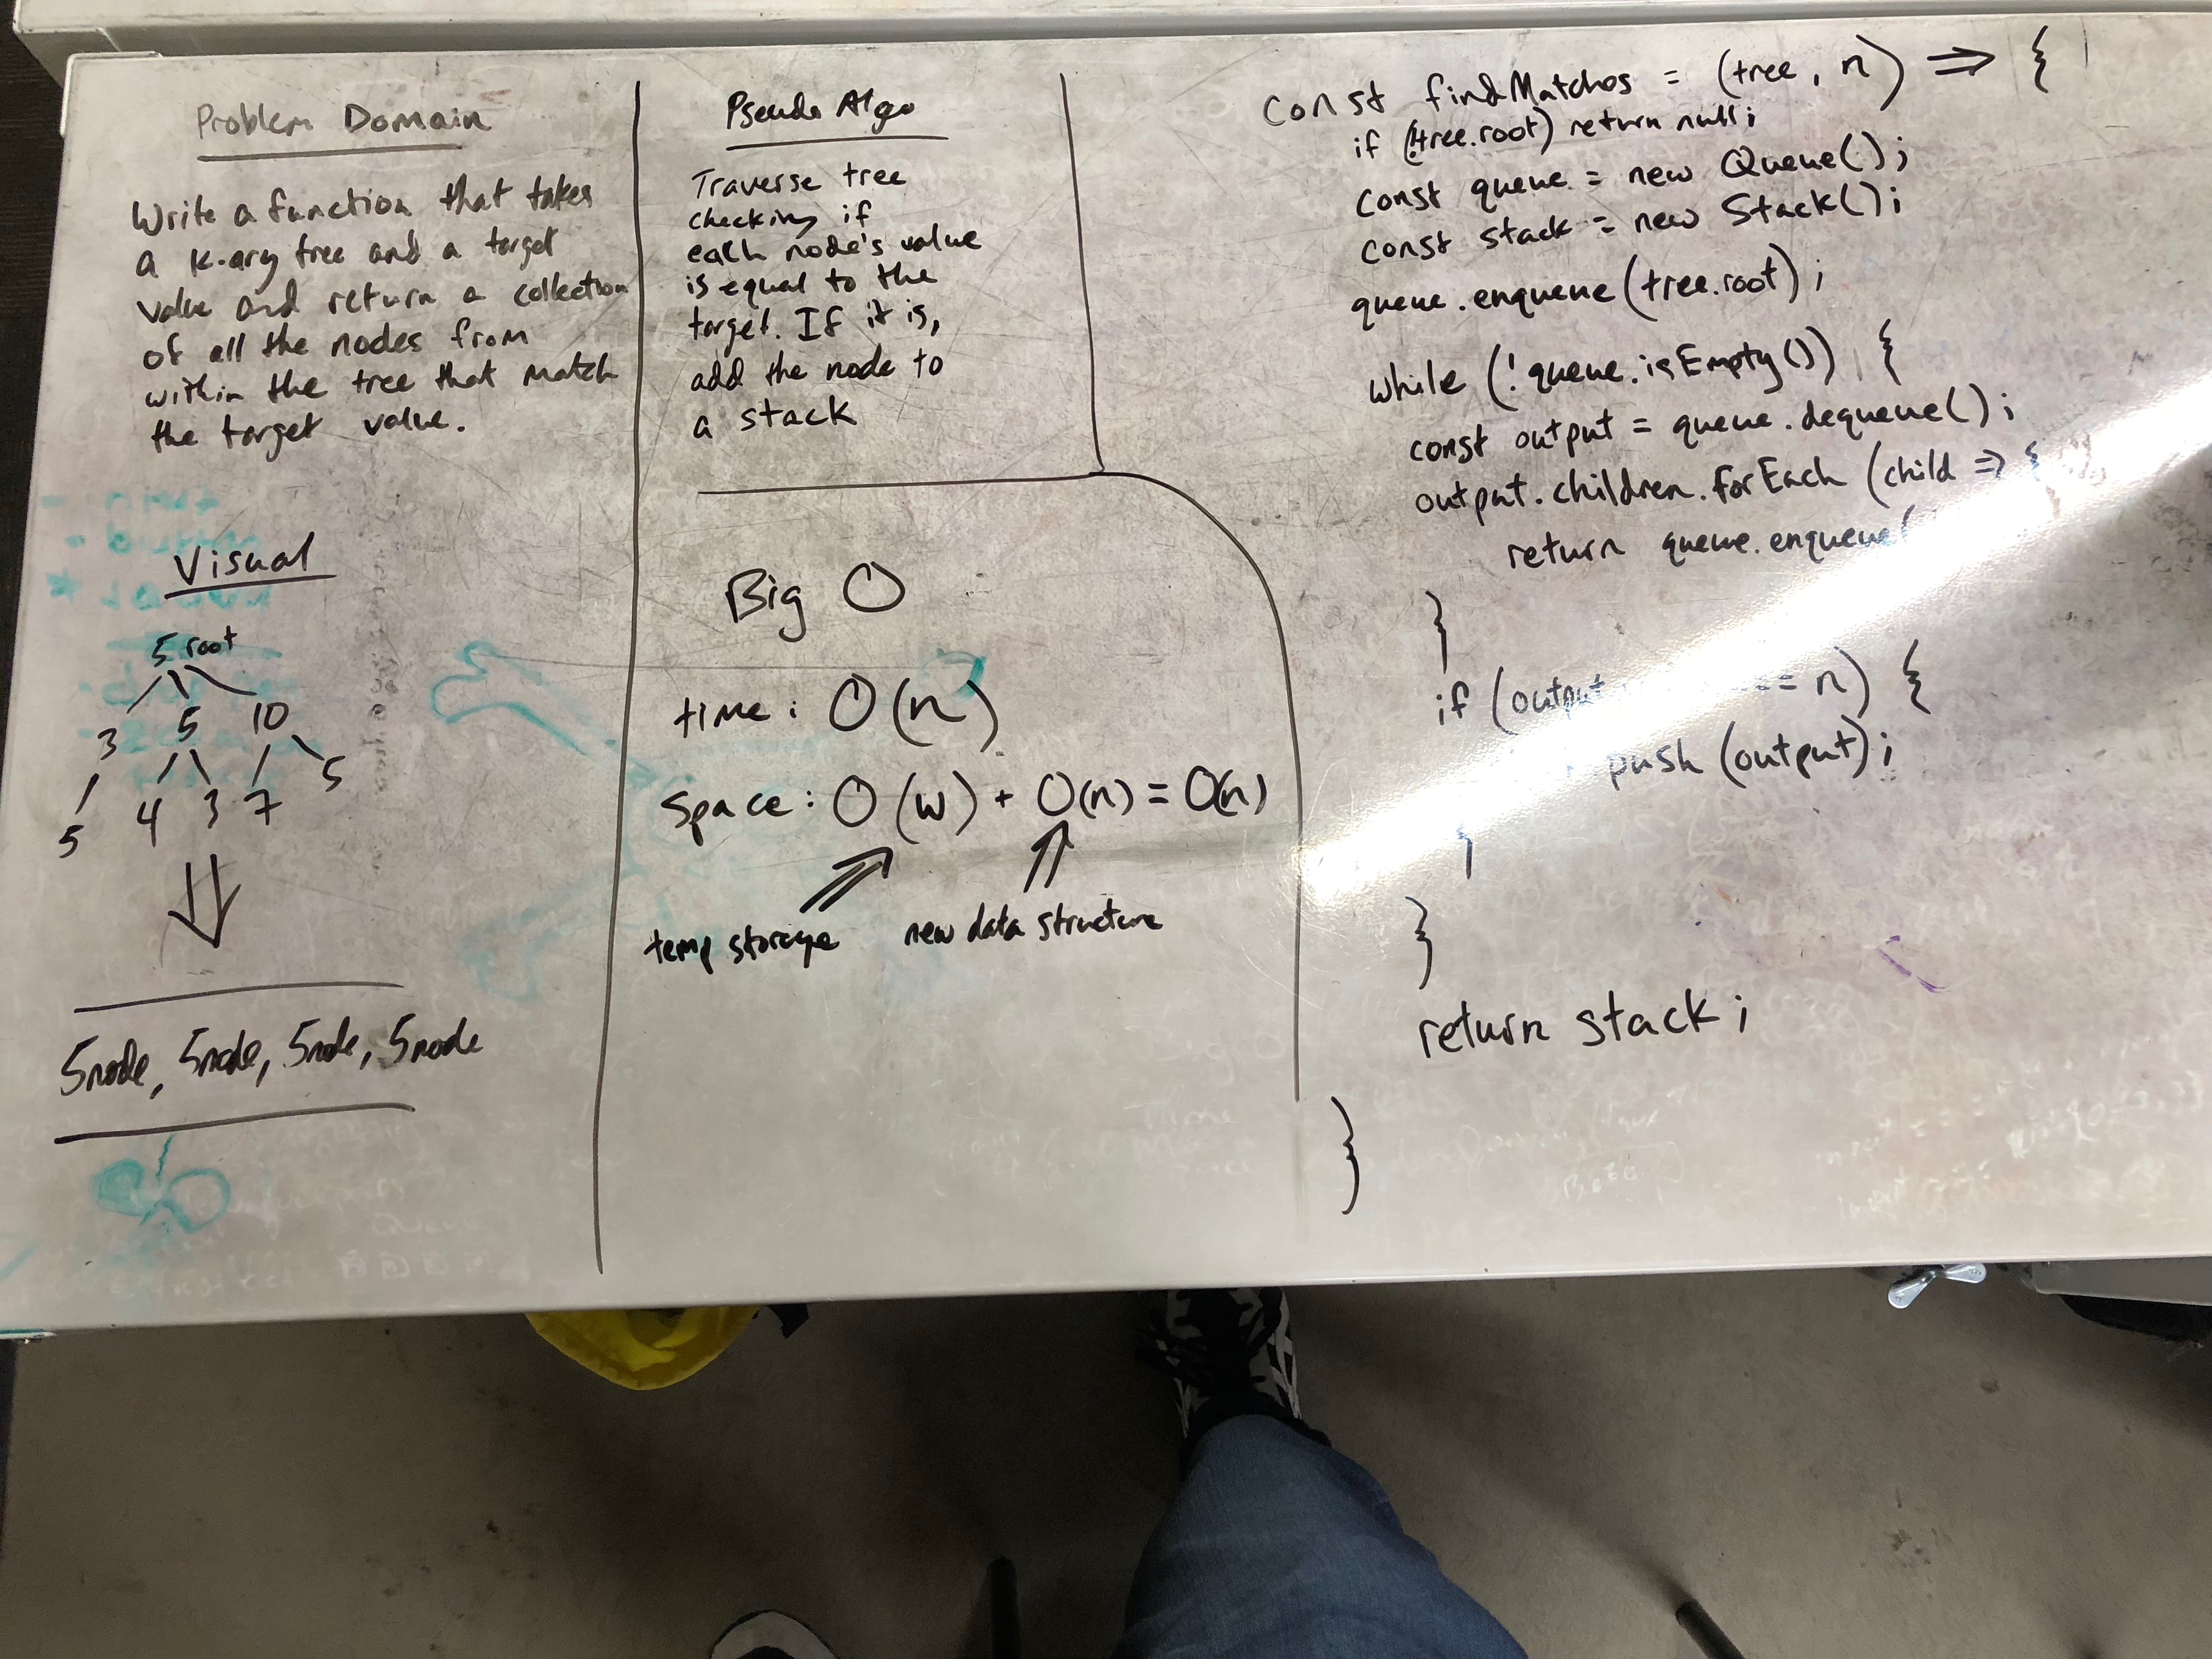 Problem Domain
Write a function that takes
a k-ary tree and a target
value and return a collection
of all the nodes from
within the tree that match
the target value.
Visual
5 root
3 5 10
5 4 3 7 5
5node, 5node, 5node, 5node
Pseudo Algo
Traverse tree
checking if
each node's value
is equal to the
target. If it is,
add the node to
a stack
Big O
time: O(n)
Space: O(w) + O(n) = O(n)
temp storage new data structure
const findMatches = (tree, n) => {
if (!tree.root) return null;
const queue = new Queue();
const stack = new Stack();
queue.enqueue(tree.root);
while (!queue.isEmpty()) {
const output = queue.dequeue();
output.children.forEach (child => {
return queue.enqueue(
}
if (output == n) {
push (output);
}
}
return stack;
}